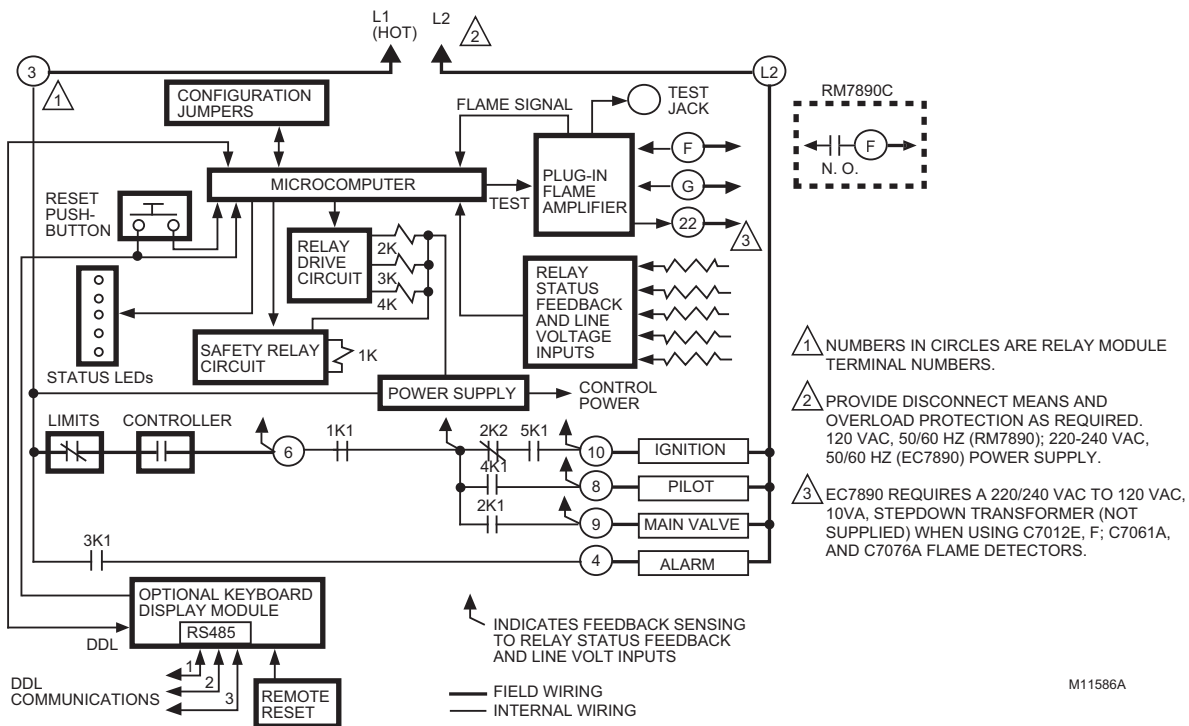 L1
(HOT)
L2
2
3
1
L2
CONFIGURATION
JUMPERS
FLAME SIGNAL
TEST
JACK
RM7890C
F
N. O.
MICROCOMPUTER
TEST
PLUG-IN
FLAME
AMPLIFIER
F
G
22
3
RESET
PUSH-
BUTTON
RELAY
DRIVE
CIRCUIT
2K
3K
4K
RELAY
STATUS
FEEDBACK
AND LINE
VOLTAGE
INPUTS
STATUS LEDs
SAFETY RELAY
CIRCUIT
1K
POWER SUPPLY
CONTROL
POWER
LIMITS
CONTROLLER
6
1K1
2K2
5K1
10
IGNITION
4K1
8
PILOT
2K1
9
MAIN VALVE
3K1
4
ALARM
OPTIONAL KEYBOARD
DISPLAY MODULE
RS485
DDL
1
2
3
DDL
COMMUNICATIONS
REMOTE
RESET
INDICATES FEEDBACK SENSING
TO RELAY STATUS FEEDBACK
AND LINE VOLT INPUTS
FIELD WIRING
INTERNAL WIRING
1 NUMBERS IN CIRCLES ARE RELAY MODULE
TERMINAL NUMBERS.
2 PROVIDE DISCONNECT MEANS AND
OVERLOAD PROTECTION AS REQUIRED.
120 VAC, 50/60 HZ (RM7890); 220-240 VAC,
50/60 HZ (EC7890) POWER SUPPLY.
3 EC7890 REQUIRES A 220/240 VAC TO 120 VAC,
10VA, STEPDOWN TRANSFORMER (NOT
SUPPLIED) WHEN USING C7012E, F; C7061A,
AND C7076A FLAME DETECTORS.
M11586A